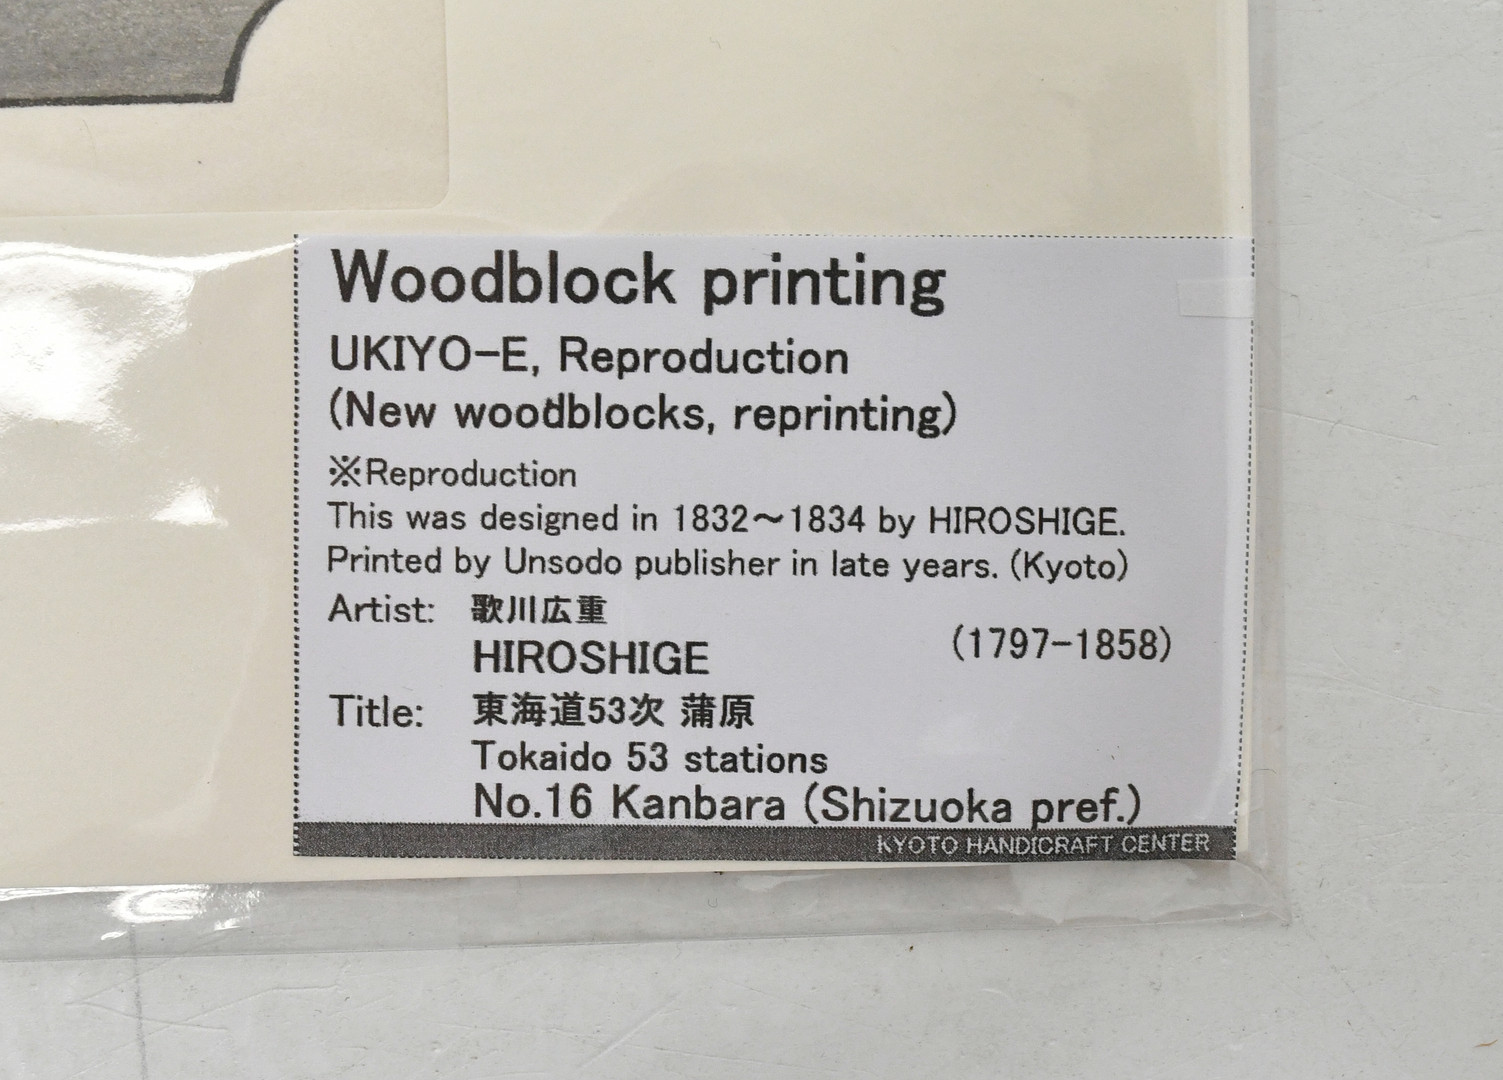 Woodblock printing
UKIYO-E, Reproduction
(New woodblocks, reprinting)
※Reproduction
This was designed in 1832～1834 by HIROSHIGE.
Printed by Unsodo publisher in late years. (Kyoto)
Artist: 歌川広重
HIROSHIGE (1797-1858)
Title: 東海道53次 蒲原
Tokaido 53 stations
No.16 Kanbara (Shizuoka pref.)
KYOTO HANDICRAFT CENTER